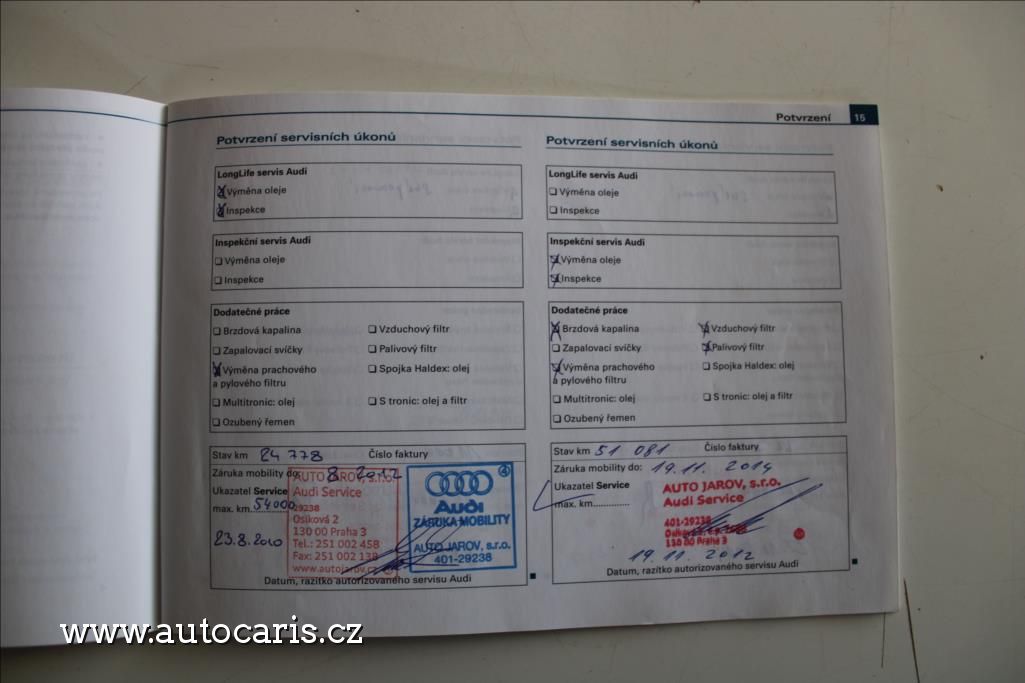 Potvrzení 15
Potvrzení servisních úkonů
LongLife servis Audi
Výměna oleje
Inspekce
Inspekční servis Audi
Výměna oleje
Inspekce
Dodatečné práce
Brzdová kapalina
Vzduchový filtr
Zapalovací svíčky
Palivový filtr
Výměna prachového
a pylového filtru
Spojka Haldex: olej
Multitronic: olej
S tronic: olej a filtr
Ozubený řemen
Stav km 24 778 Číslo faktury
Záruka mobility do: 8 2012
Ukazatel Service
max. km. 54000
23.8.2010
AUTO JAROV, s.r.o.
Audi Service
29238
Osiková 2
130 00 Praha 3
Tel.: 251 002 458
Fax: 251 002 138
www.autojarov.cz
4
Audi
ZÁRUKA MOBILITY
AUTO JAROV, s.r.o.
401-29238
Datum, razítko autorizovaného servisu Audi
Potvrzení servisních úkonů
LongLife servis Audi
Výměna oleje
Inspekce
Inspekční servis Audi
Výměna oleje
Inspekce
Dodatečné práce
Brzdová kapalina
Vzduchový filtr
Zapalovací svíčky
Palivový filtr
Výměna prachového
a pylového filtru
Spojka Haldex: olej
Multitronic: olej
S tronic: olej a filtr
Ozubený řemen
Stav km 51 081 Číslo faktury
Záruka mobility do: 19.11. 2014
Ukazatel Service
max. km.............
AUTO JAROV, s.r.o.
Audi Service
401-29238
130 00 Praha 3
19.11. 2012
Datum, razítko autorizovaného servisu Audi
www.autocaris.cz